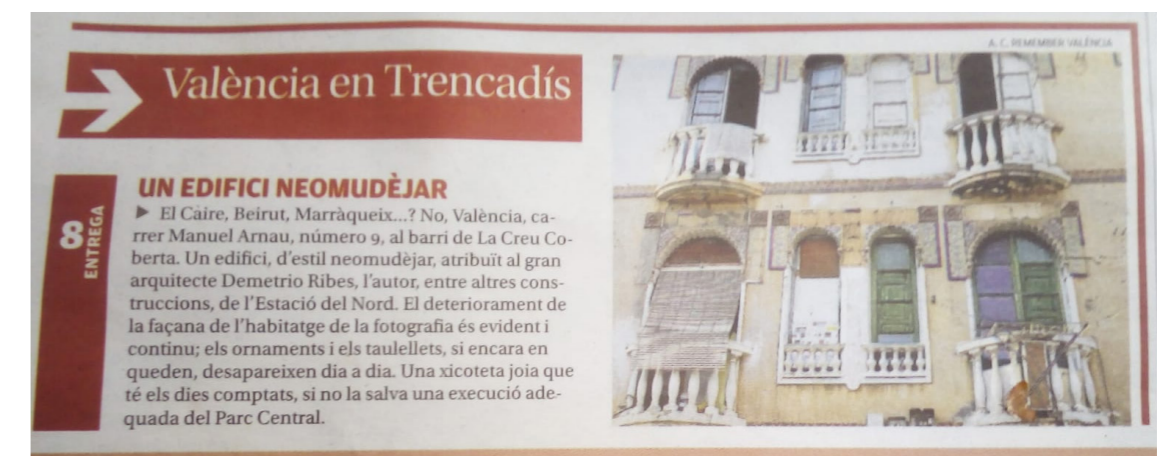 A. C. REMEMBER VALÈNCIA
València en Trencadís
8
ENTREGA
UN EDIFICI NEOMUDÈJAR
▶ El Caire, Beirut, Marràqueix...? No, València, ca-
rrer Manuel Arnau, número 9, al barri de La Creu Co-
berta. Un edifici, d'estil neomudèjar, atribuït al gran
arquitecte Demetrio Ribes, l'autor, entre altres cons-
truccions, de l'Estació del Nord. El deteriorament de
la façana de l'habitatge de la fotografia és evident i
continu; els ornaments i els taulellets, si encara en
queden, desapareixen dia a dia. Una xicoteta joia que
té els dies comptats, si no la salva una execució ade-
quada del Parc Central.